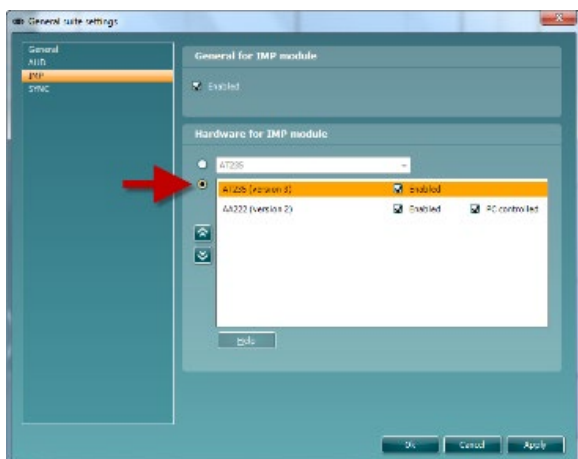 General suite settings
General
AUD
IMP
SYNC
General for IMP module
Enabled
Hardware for IMP module
AT235
AT235 (version 3) Enabled
AA222 (version 2) Enabled PC controlled
Help
Ok Cancel Apply